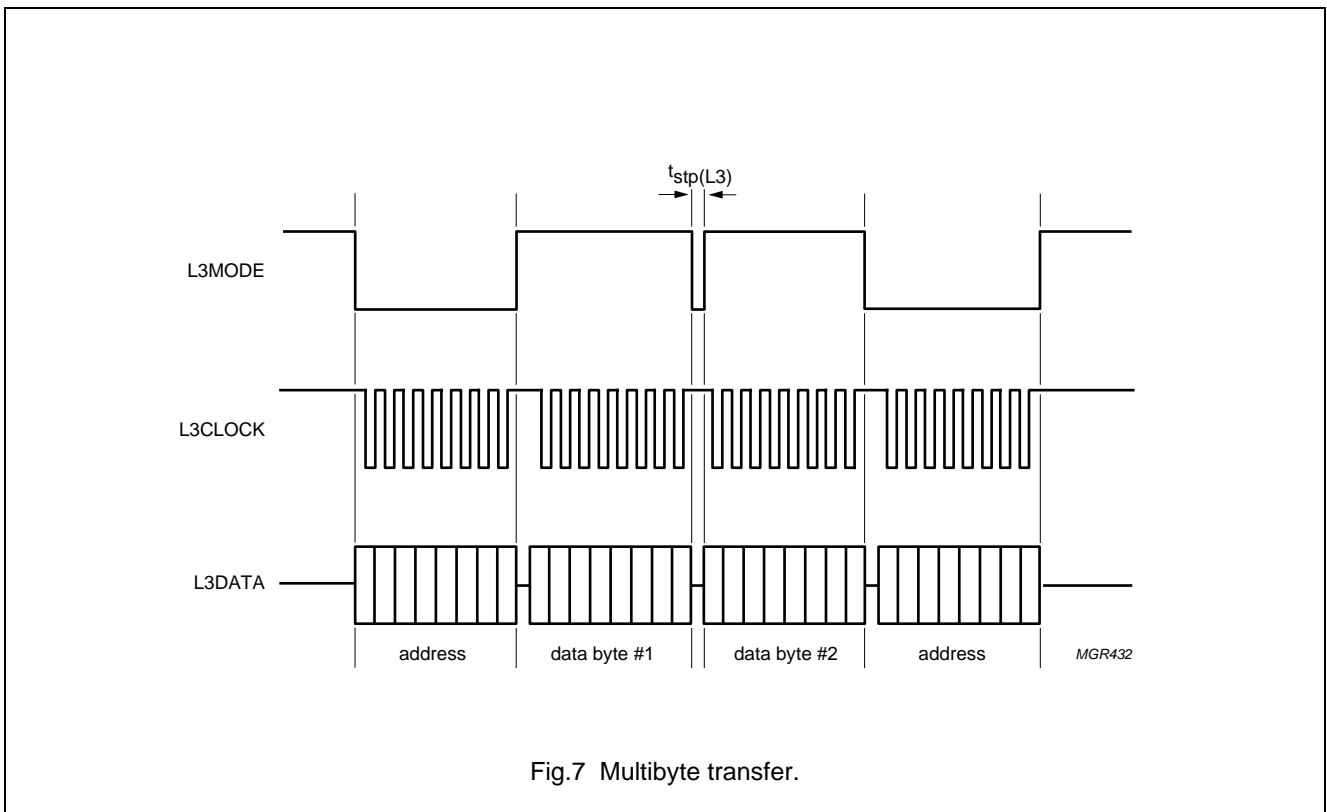 tstp(L3)
L3MODE
L3CLOCK
L3DATA
address
data byte #1
data byte #2
address
MGR432
Fig.7 Multibyte transfer.